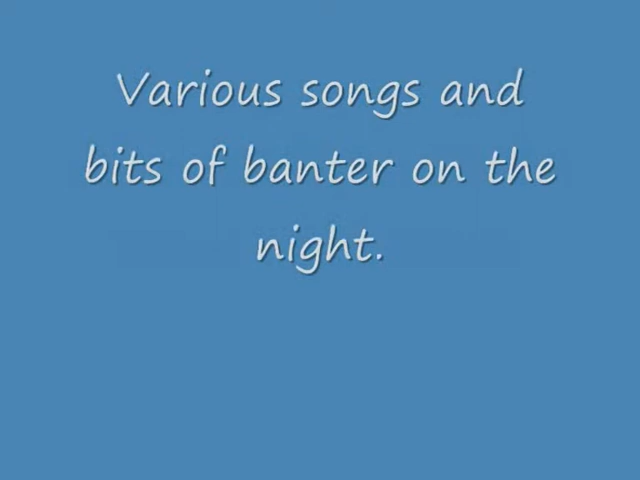 Various songs and
bits of banter on the
night.